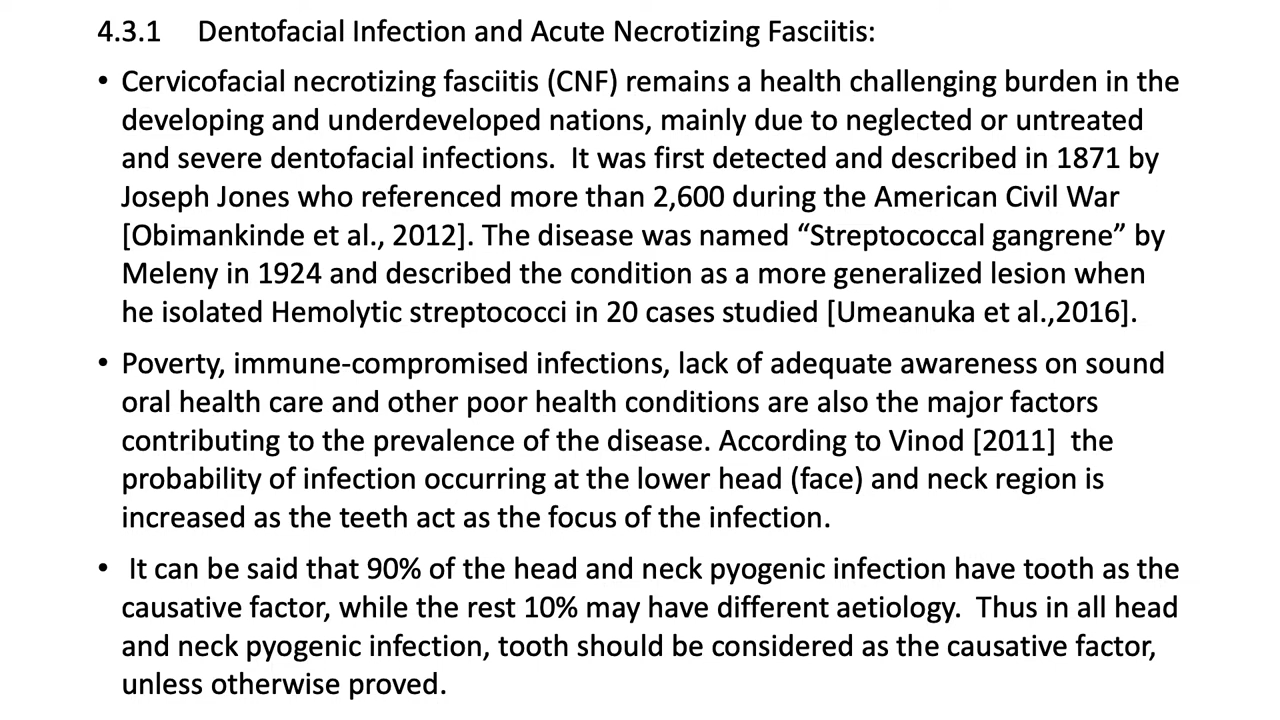 4.3.1 Dentofacial Infection and Acute Necrotizing Fasciitis:
• Cervicofacial necrotizing fasciitis (CNF) remains a health challenging burden in the
developing and underdeveloped nations, mainly due to neglected or untreated
and severe dentofacial infections.  It was first detected and described in 1871 by
Joseph Jones who referenced more than 2,600 during the American Civil War
[Obimankinde et al., 2012]. The disease was named “Streptococcal gangrene” by
Meleny in 1924 and described the condition as a more generalized lesion when
he isolated Hemolytic streptococci in 20 cases studied [Umeanuka et al.,2016].
• Poverty, immune-compromised infections, lack of adequate awareness on sound
oral health care and other poor health conditions are also the major factors
contributing to the prevalence of the disease. According to Vinod [2011]  the
probability of infection occurring at the lower head (face) and neck region is
increased as the teeth act as the focus of the infection.
• It can be said that 90% of the head and neck pyogenic infection have tooth as the
causative factor, while the rest 10% may have different aetiology.  Thus in all head
and neck pyogenic infection, tooth should be considered as the causative factor,
unless otherwise proved.